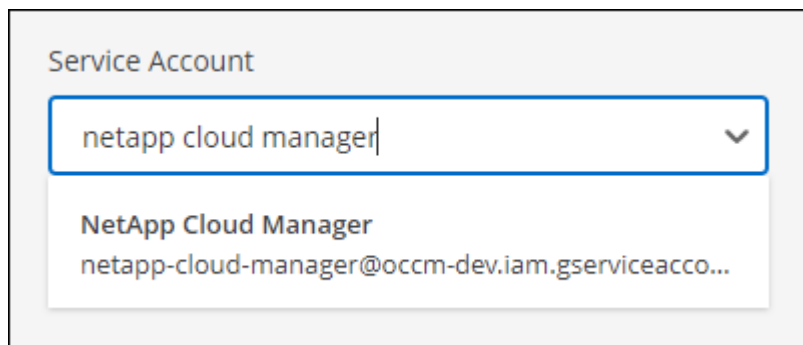 Service Account
netapp cloud manager
NetApp Cloud Manager
netapp-cloud-manager@occm-dev.iam.gserviceacco...